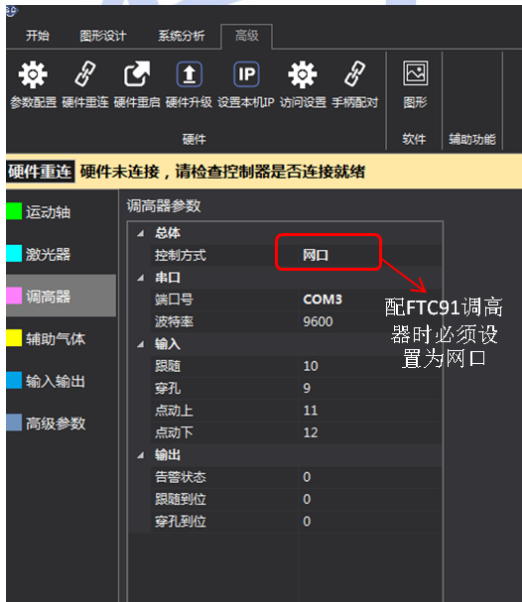 开始 图形设计 系统分析 高级
参数配置 硬件重连 硬件重启 硬件升级 设置本机IP 访问设置 手柄配对 图形
硬件 软件 辅助功能
硬件重连 硬件未连接，请检查控制器是否连接就绪
运动轴
激光器
调高器
辅助气体
输入输出
高级参数
调高器参数
总体
控制方式 网口
串口
端口号 COM3
波特率 9600
输入
跟随 10
穿孔 9
点动上 11
点动下 12
输出
告警状态 0
跟随到位 0
穿孔到位 0
配FTC91调高
器时必须设
置为网口